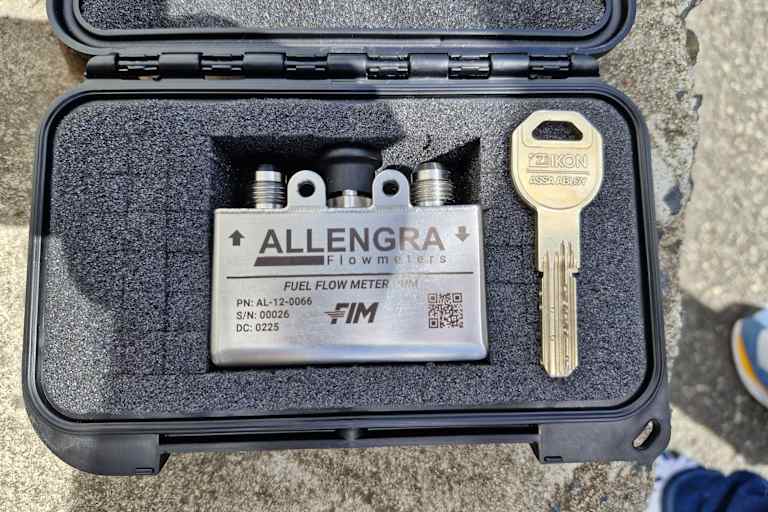 ALLENGRA
Flowmeters
FUEL FLOW METER
PN: AL-12-0066
S/N: 00026
DC: 0225
FIM
IKON
ASSA ABLOY